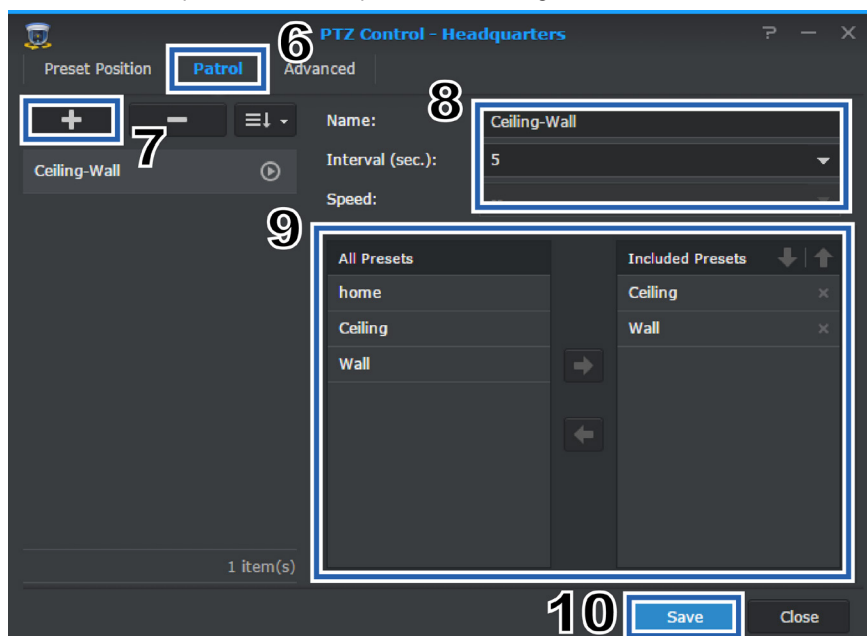 6
PTZ Control - Headquarters
Preset Position Patrol Advanced
7
8
Name: Ceiling-Wall
Interval (sec.): 5
Speed:
Ceiling-Wall
9
All Presets
home
Ceiling
Wall
Included Presets
Ceiling
Wall
1 item(s)
10
Save Close